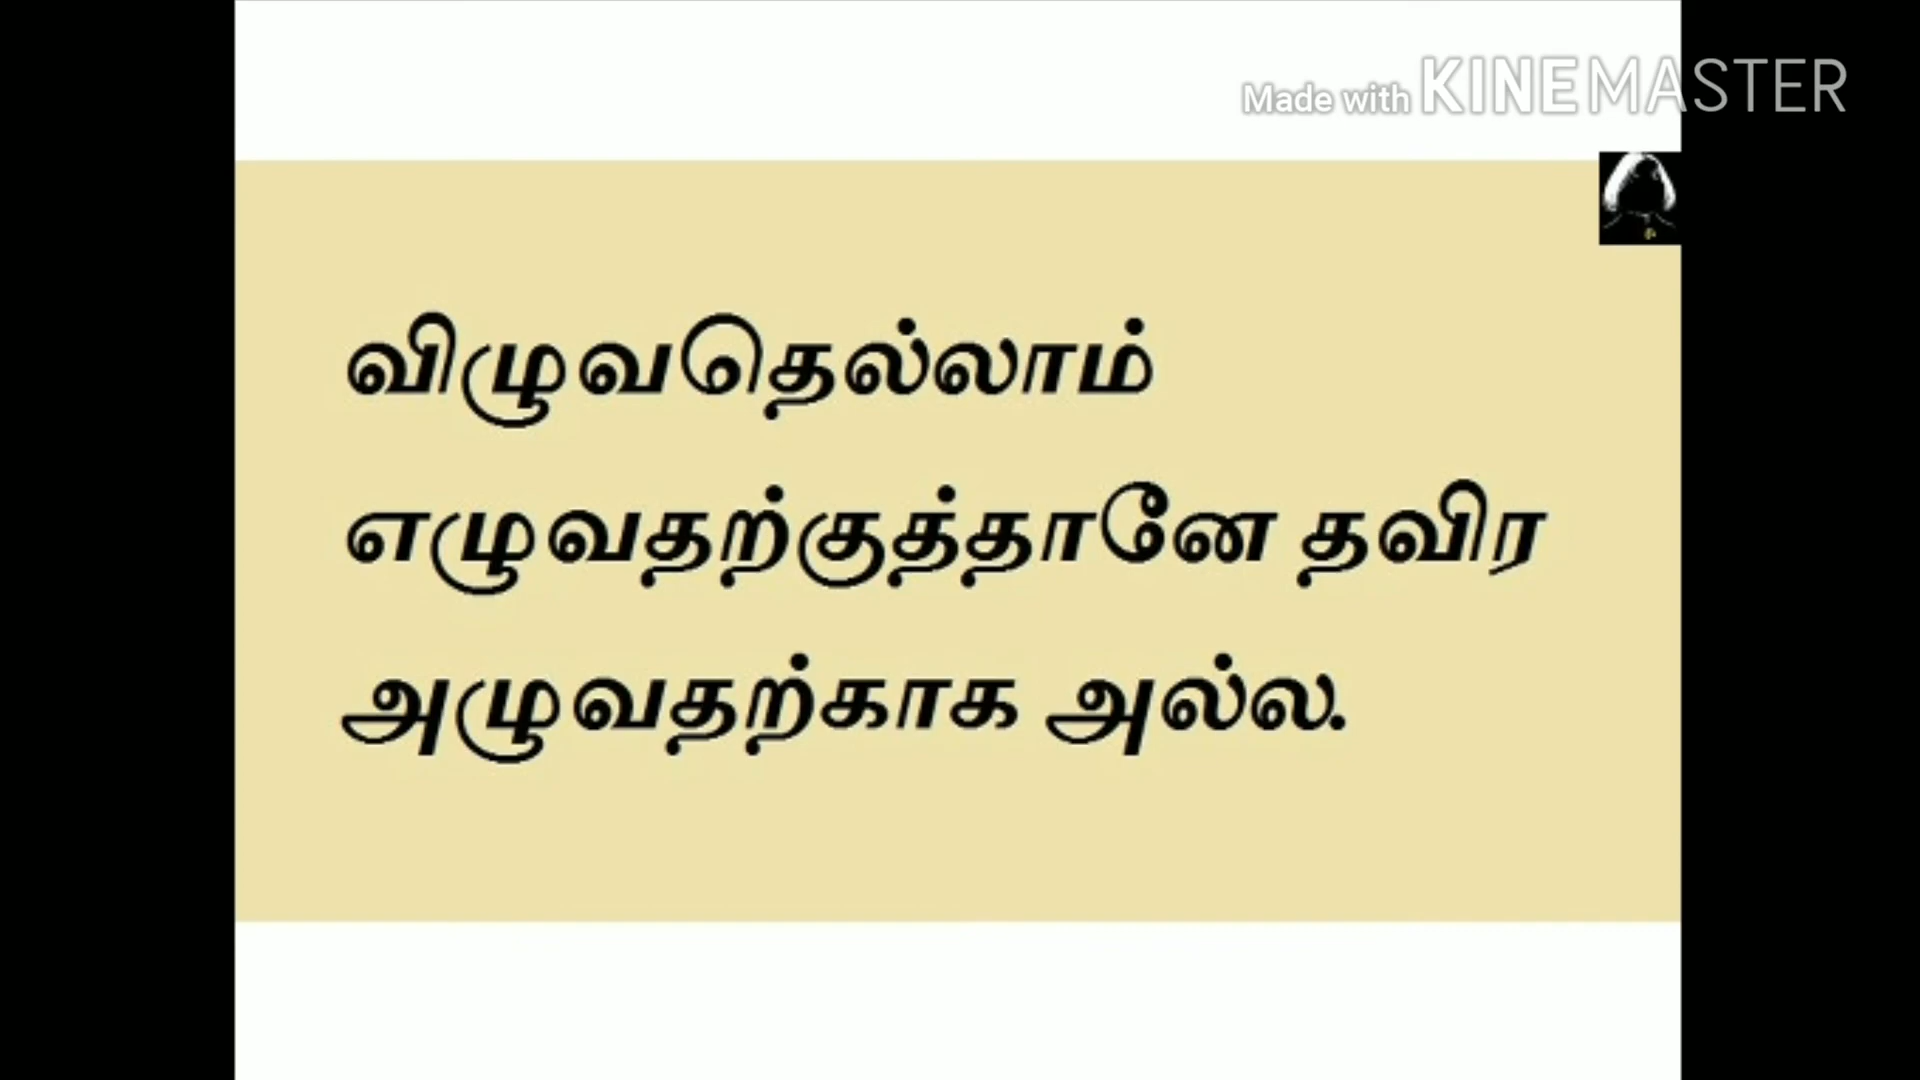 Made with KINEMASTER
விழுவதெல்லாம்
எழுவதற்குத்தானே தவிர
அழுவதற்காக அல்ல.